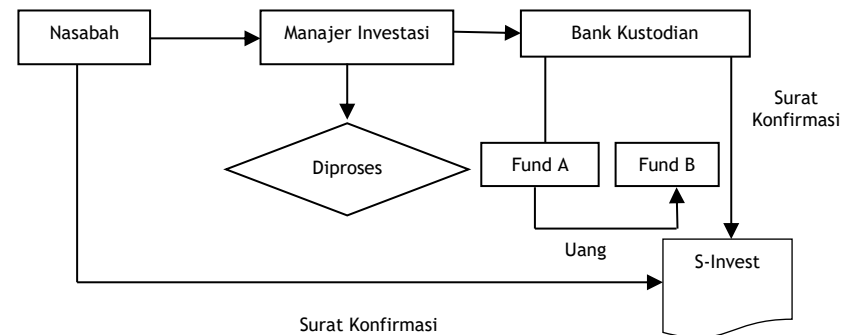 Nasabah
Manajer Investasi
Bank Kustodian
Surat
Konfirmasi
Diproses
Fund A
Fund B
Uang
S-Invest
Surat Konfirmasi